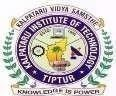 KALPATARU VIDYA SAMSTHE
KALPATARU INSTITUTE OF TECHNOLOGY
TIPTUR
KNOWLEDGE IS POWER